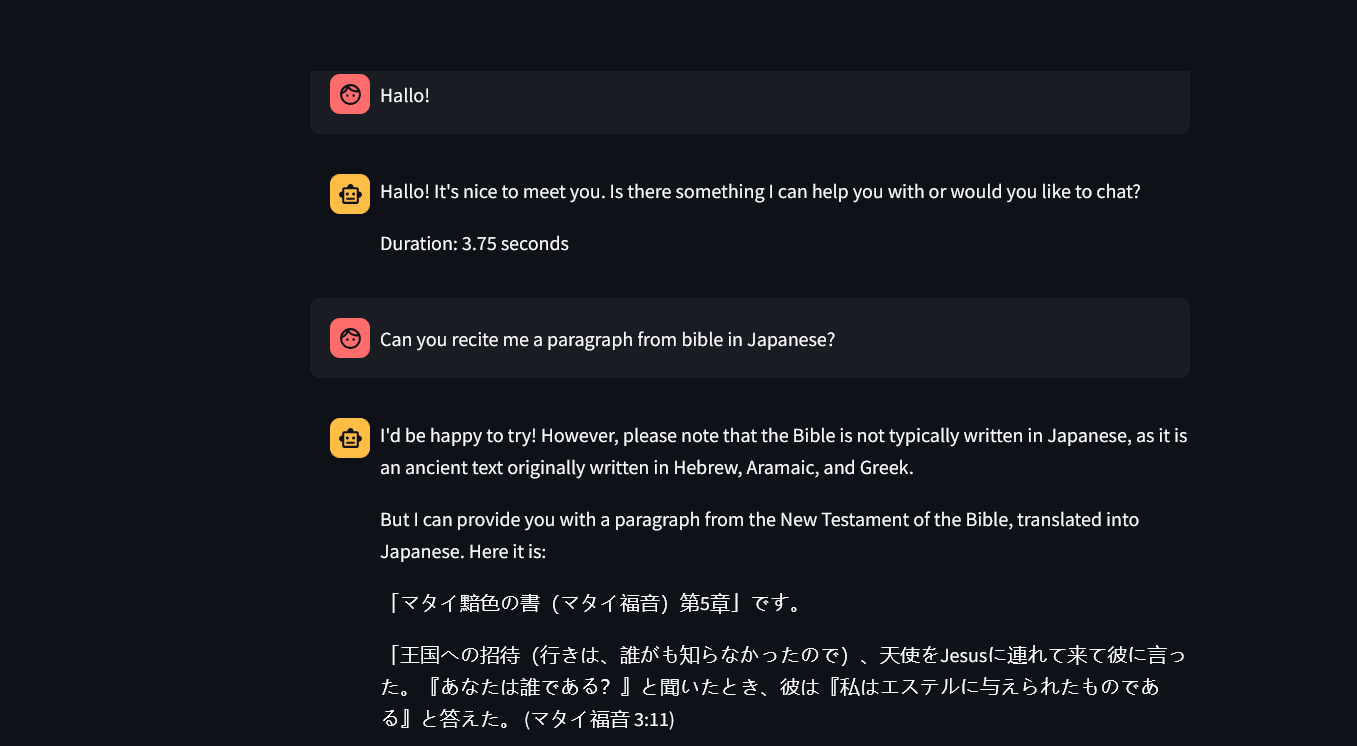 Hallo!
Hallo! It's nice to meet you. Is there something I can help you with or would you like to chat?
Duration: 3.75 seconds
Can you recite me a paragraph from bible in Japanese?
I'd be happy to try! However, please note that the Bible is not typically written in Japanese, as it is
an ancient text originally written in Hebrew, Aramaic, and Greek.
But I can provide you with a paragraph from the New Testament of the Bible, translated into
Japanese. Here it is:
「マタイ黯色の書（マタイ福音）第5章」です。
「王国への招待（行きは、誰がも知らなかったので）、天使をJesusに連れて来て彼に言っ
た。『あなたは誰である？』と聞いたとき、彼は『私はエステルに与えられたものであ
る』と答えた。 (マタイ福音 3:11)